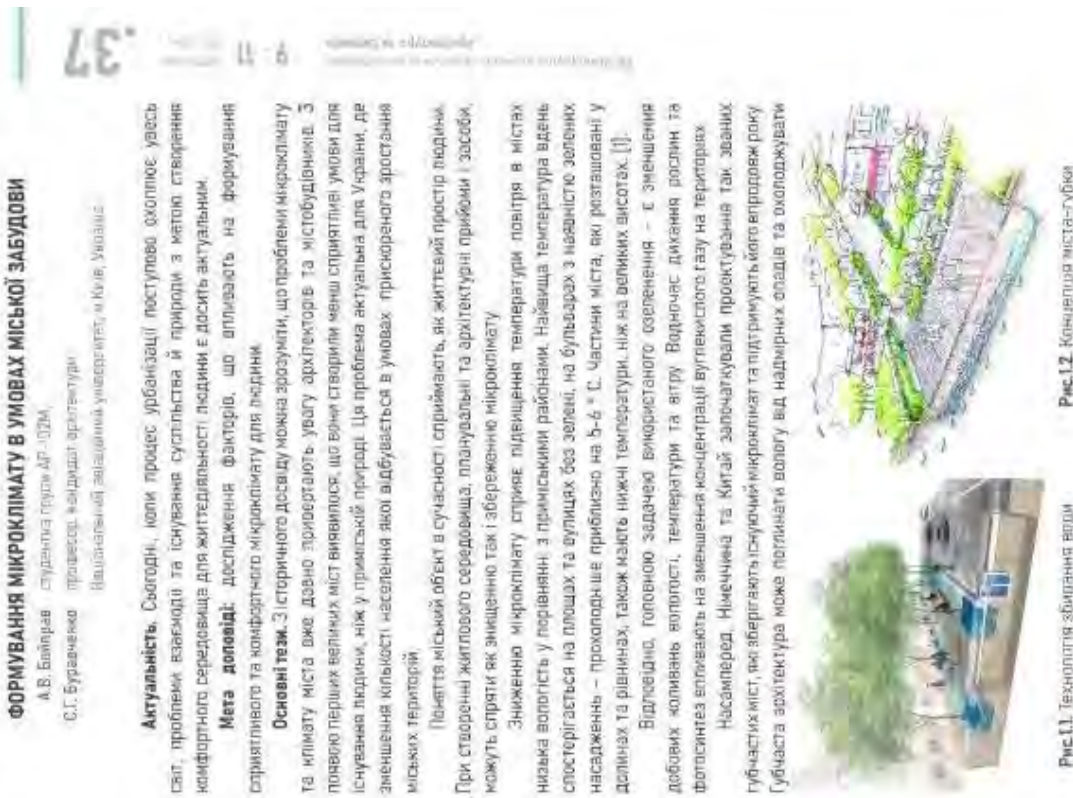 .37
9 - 11
ФОРМУВАННЯ МІКРОКЛІМАТУ В УМОВАХ МІСЬКОЇ ЗАБУДОВИ
А.В. студентка групи АР-102М,
С.Г. Буравченко професор, кандидат архітектури
Національний авіаційний університет, м.Київ, Україна
Актуальність. Сьогодні, коли процес урбанізації поступово охоплює увесь
світ, проблеми взаємодії та існування суспільства й природи з матою створення
комфортного середовища для життєдіяльності людини є досить актуальним.
Мета доповіді: дослідженя факторів, що впливають на формування
сприятливого та комфортного мікроклімату для людини.
Основні тези. З історичного досвіду можна зрозуміти, що проблеми мікроклімату
та клімату міста вже давно привертають увагу архітекторів та містобудівників. З
появою перших великих міст виявилося, що вони створили менш сприятливі умови для
існування людини, ніж у приміській природі. Ця проблема актуальна для України, де
зменшення кількості населення якої відбувається в умовах прискореного зростання
міських територій.
Поняття міський об'єкт в сучасності сприймають, як життєвий простір людини.
При створенні житлового середовища, планувальні та архітектурні прийоми і засоби,
можуть спряти як знищенню так і збереженню мікроклімату.
Зниженню мікроклімату сприяє підвищення температури повітря в містах
низька вологість у порівнянні з приміськими районами. Найвища температура вдень
спостерігається на площах та вулицях без зелені, на бульварах з наявністю зелених
насаджень – прохолодніше приблизно на 5-6 ° С. Частини міста, які розташовані у
долинах та рівнинах, також мають нижчі температури, ніж на великих висотах. [1].
Відповідно, головною задачею використаного озеленення – є зменшення
добових коливань вологості, температури та вітру. Водночас дихання рослин та
фотосинтез впливають на зменшення концентрації вуглекислого газу на територіях
Насамперед, Німеччина та Китай започаткували проектування так званих
губчастих міст, які зберігають існуючий мікроклімат та підтримують його впродовж року.
Губчаста архітектура може поглинати вологу від надмірних опадів та охолоджувати
Рис.1.1. Технологія збирання води
Рис.1.2. Концепція міста-губки